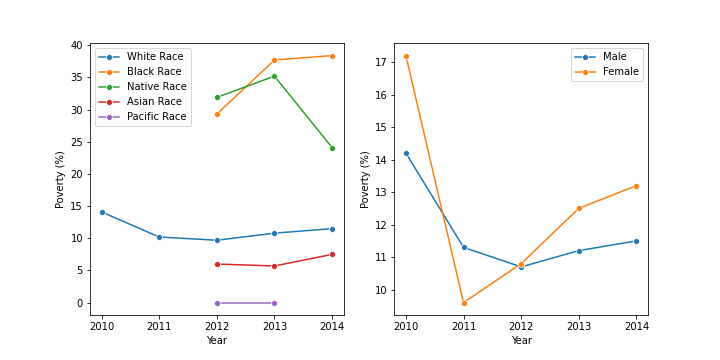 White Race
Black Race
Native Race
Asian Race
Pacific Race
40
35
30
25
20
15
10
5
0
Poverty (%)
2010 2011 2012 2013 2014
Year
Male
Female
17
16
15
14
13
12
11
10
Poverty (%)
2010 2011 2012 2013 2014
Year